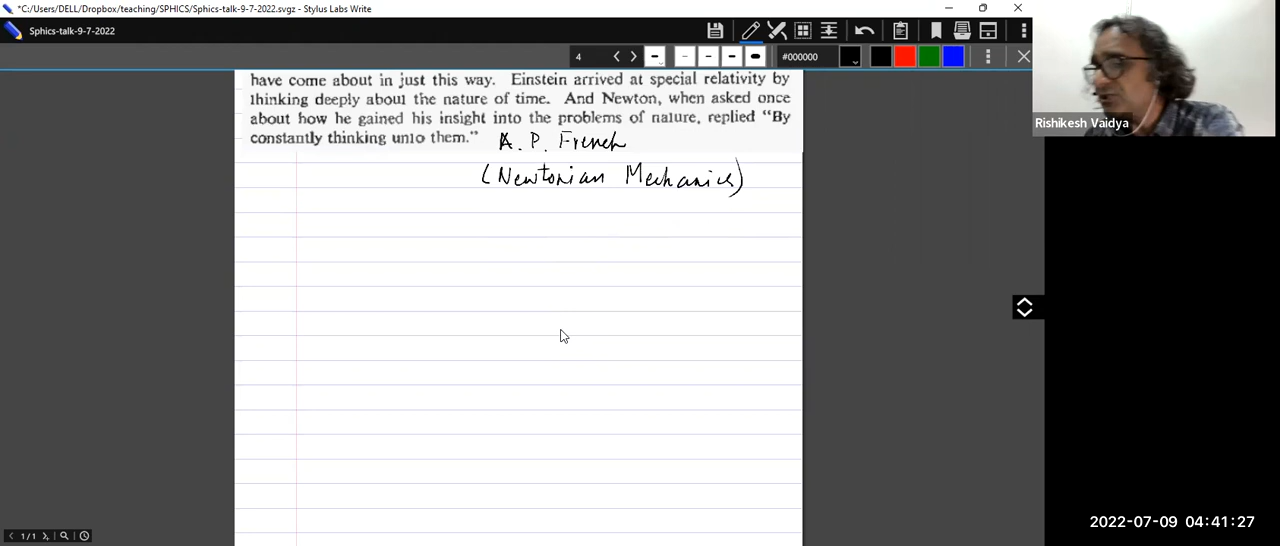 *C:/Users/DELL/Dropbox/teaching/SPHICS/Sphics-talk-9-7-2022.svgz - Stylus Labs Write
Sphics-talk-9-7-2022
4
#000000
have come about in just this way. Einstein arrived at special relativity by
thinking deeply about the nature of time. And Newton, when asked once
about how he gained his insight into the problems of nature, replied “By
constantly thinking unto them.” A. P. French
(Newtonian Mechanics)
Rishikesh Vaidya
1/1
2022-07-09 04:41:27